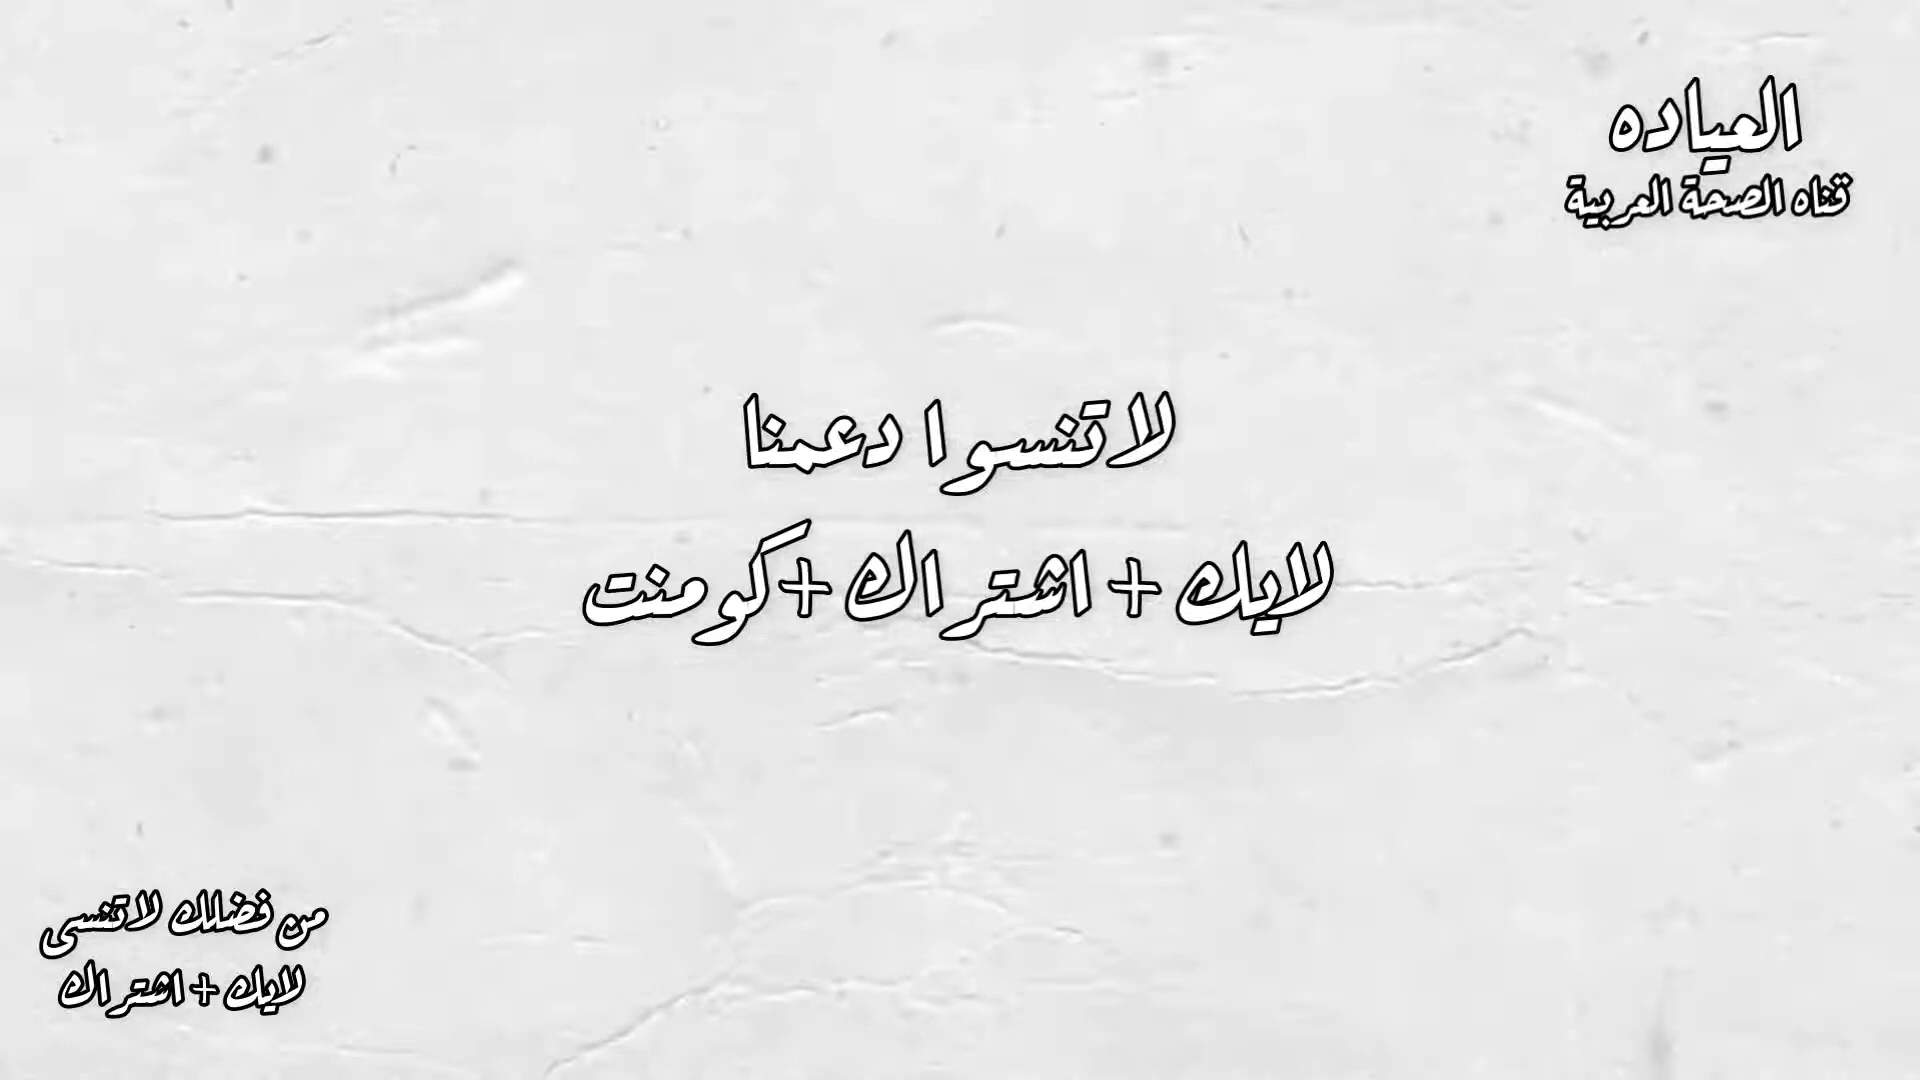 العياده
قناه الصحة العربية
لاتنسوا دعمنا
لايك + اشتراك +كومنت
من فضلك لاتنسى
لايك + اشتراك